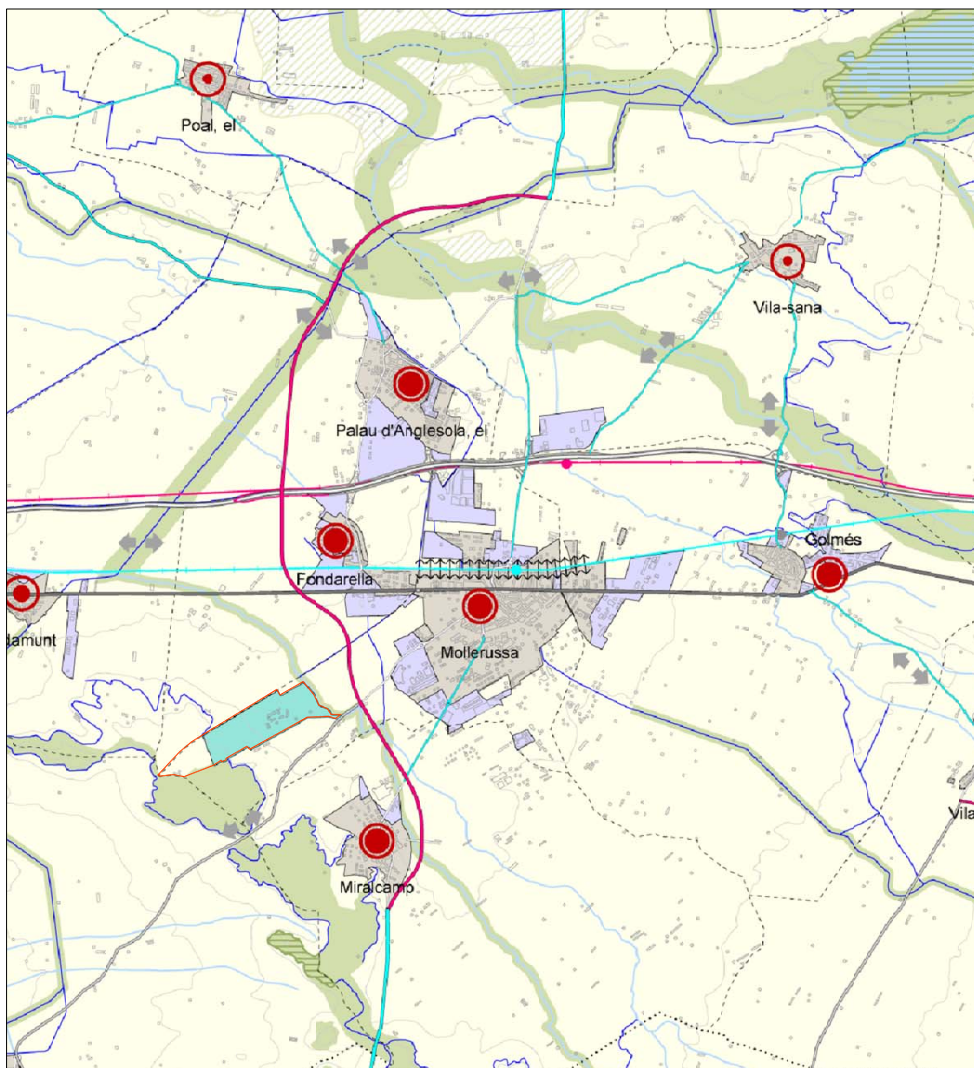 Poal, el
Vila-sana
Palau d'Anglesola, el
Golmés
Fondarella
damunt
Mollerussa
Vila
Miralcamp